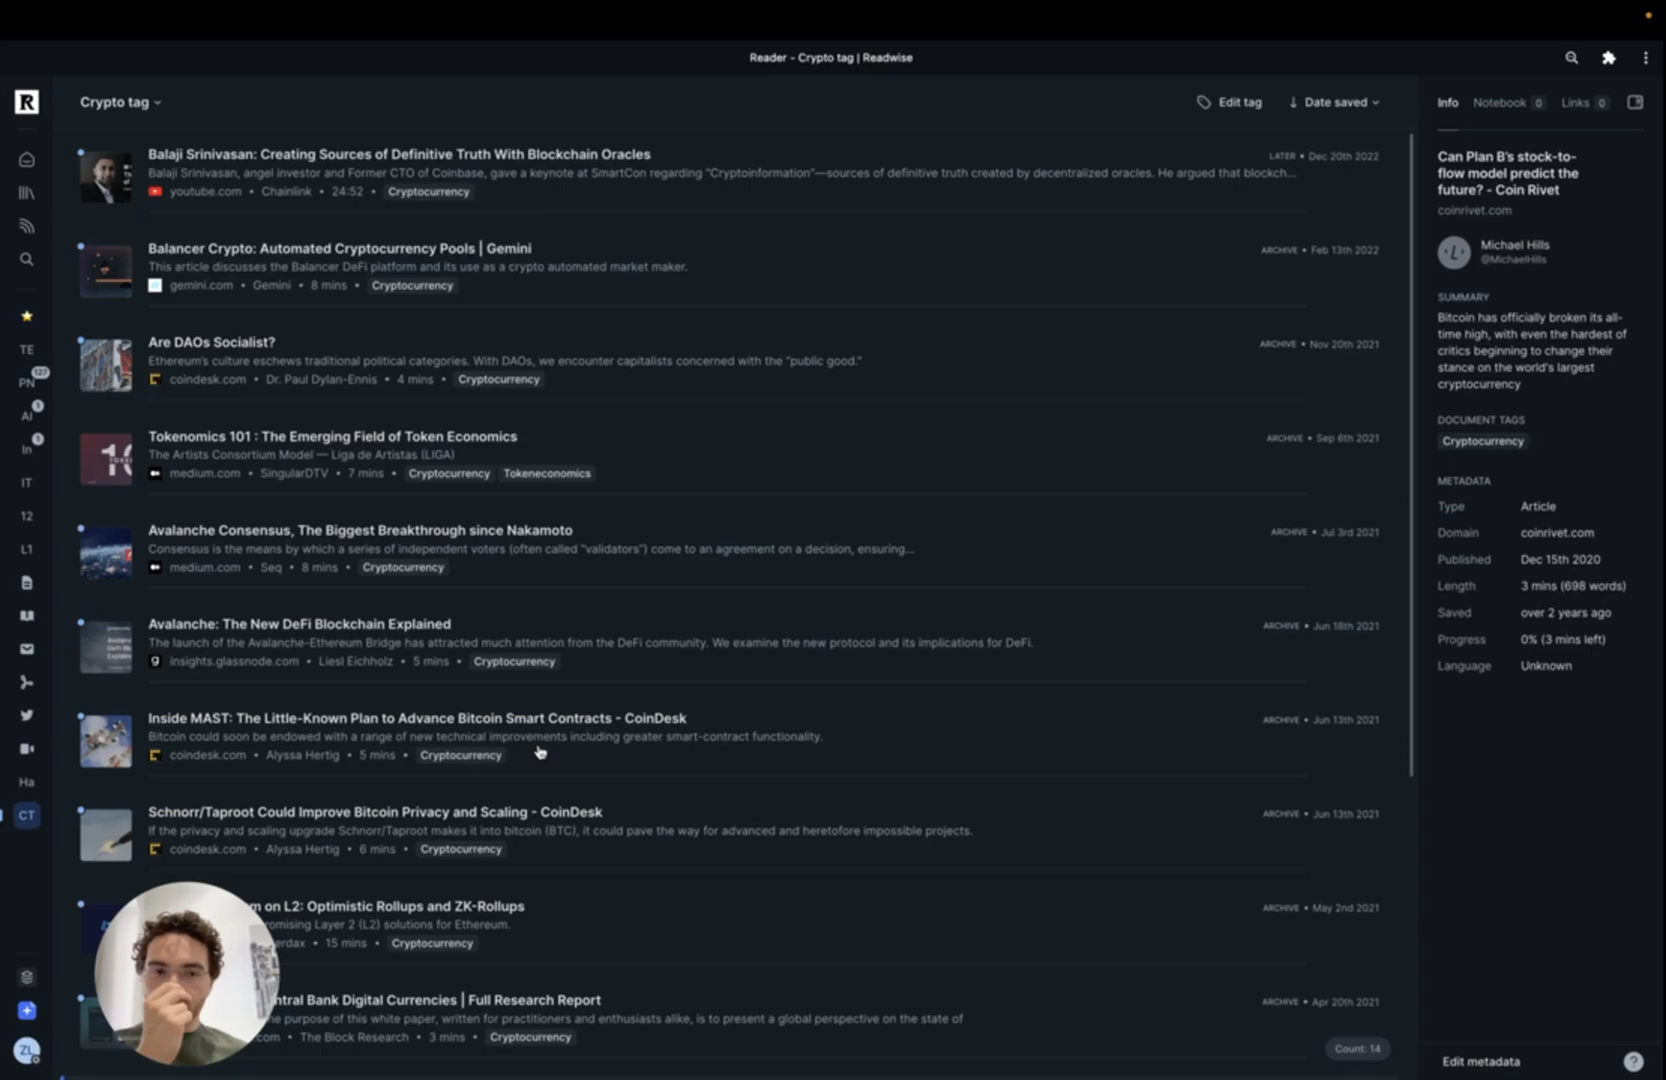 Reader - Crypto tag | Readwise
R
Crypto tag
Edit tag
Date saved
Balaji Srinivasan: Creating Sources of Definitive Truth With Blockchain Oracles
LATER • Dec 20th 2022
Balaji Srinivasan, angel investor and Former CTO of Coinbase, gave a keynote at SmartCon regarding "Cryptoinformation"—sources of definitive truth created by decentralized oracles. He argued that blockch...
youtube.com • Chainlink • 24:52 • Cryptocurrency
Balancer Crypto: Automated Cryptocurrency Pools | Gemini
ARCHIVE • Feb 13th 2022
This article discusses the Balancer DeFi platform and its use as a crypto automated market maker.
gemini.com • Gemini • 8 mins • Cryptocurrency
Are DAOs Socialist?
ARCHIVE • Nov 20th 2021
Ethereum's culture eschews traditional political categories. With DAOs, we encounter capitalists concerned with the "public good."
coindesk.com • Dr. Paul Dylan-Ennis • 4 mins • Cryptocurrency
Tokenomics 101 : The Emerging Field of Token Economics
ARCHIVE • Sep 6th 2021
The Artists Consortium Model — Liga de Artistas (LIGA)
medium.com • SingularDTV • 7 mins • Cryptocurrency Tokeneconomics
Avalanche Consensus, The Biggest Breakthrough since Nakamoto
ARCHIVE • Jul 3rd 2021
Consensus is the means by which a series of independent voters (often called "validators") come to an agreement on a decision, ensuring...
medium.com • Seq • 8 mins • Cryptocurrency
Avalanche: The New DeFi Blockchain Explained
ARCHIVE • Jun 18th 2021
The launch of the Avalanche-Ethereum Bridge has attracted much attention from the DeFi community. We examine the new protocol and its implications for DeFi.
insights.glassnode.com • Liesl Eichholz • 5 mins • Cryptocurrency
Inside MAST: The Little-Known Plan to Advance Bitcoin Smart Contracts - CoinDesk
ARCHIVE • Jun 13th 2021
Bitcoin could soon be endowed with a range of new technical improvements including greater smart-contract functionality.
coindesk.com • Alyssa Hertig • 5 mins • Cryptocurrency
Schnorr/Taproot Could Improve Bitcoin Privacy and Scaling - CoinDesk
ARCHIVE • Jun 13th 2021
If the privacy and scaling upgrade Schnorr/Taproot makes it into bitcoin (BTC), it could pave the way for advanced and heretofore impossible projects.
coindesk.com • Alyssa Hertig • 6 mins • Cryptocurrency
m on L2: Optimistic Rollups and ZK-Rollups
ARCHIVE • May 2nd 2021
omising Layer 2 (L2) solutions for Ethereum.
erdax • 15 mins • Cryptocurrency
ntral Bank Digital Currencies | Full Research Report
ARCHIVE • Apr 20th 2021
he purpose of this white paper, written for practitioners and enthusiasts alike, is to present a global perspective on the state of
.com • The Block Research • 3 mins • Cryptocurrency
Count: 14
TE
PN 127
AI 1
In 1
IT
12
L1
Ha
CT
ZL
Info
Notebook 0
Links 0
Can Plan B's stock-to-
flow model predict the
future? - Coin Rivet
coinrivet.com
Michael Hills
@MichaelHills
SUMMARY
Bitcoin has officially broken its all-
time high, with even the hardest of
critics beginning to change their
stance on the world's largest
cryptocurrency
DOCUMENT TAGS
Cryptocurrency
METADATA
Type Article
Domain coinrivet.com
Published Dec 15th 2020
Length 3 mins (698 words)
Saved over 2 years ago
Progress 0% (3 mins left)
Language Unknown
Edit metadata
?